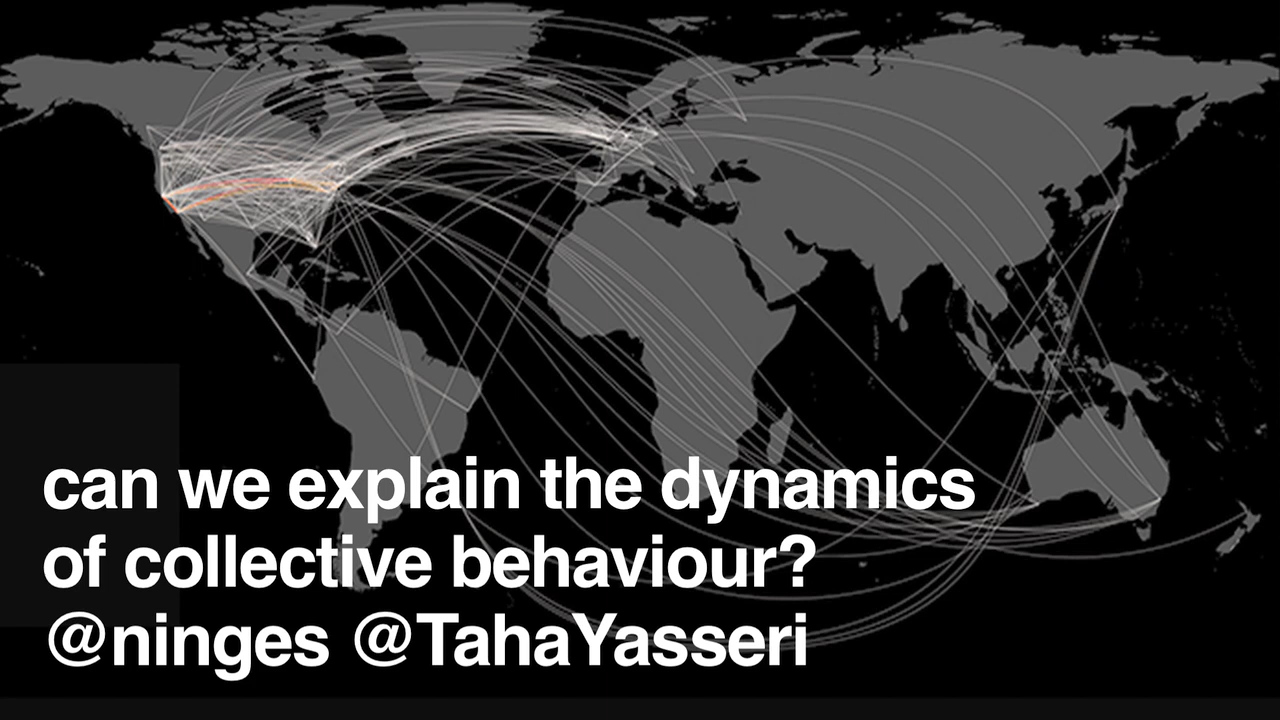 can we explain the dynamics
of collective behaviour?
@ninges @TahaYasseri